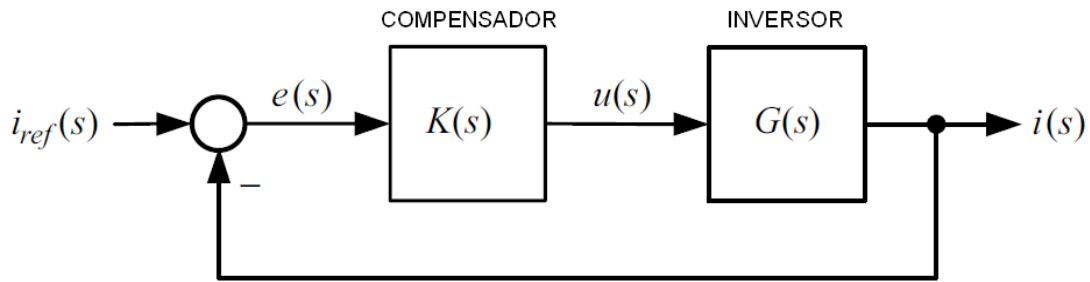 COMPENSADOR INVERSOR
i_ref(s) e(s) K(s) u(s) G(s) i(s)
−